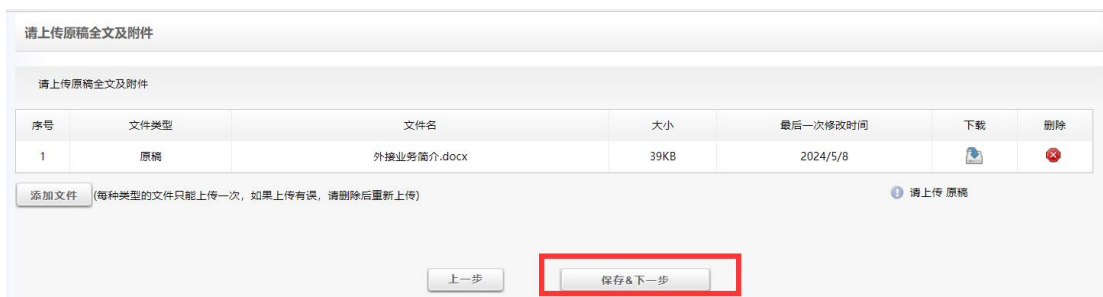 请上传原稿全文及附件
请上传原稿全文及附件
序号 文件类型 文件名 大小 最后一次修改时间 下载 删除
1 原稿 外接业务简介.docx 39KB 2024/5/8
添加文件 (每种类型的文件只能上传一次，如果上传有误，请删除后重新上传) 请上传 原稿
上一步 保存&下一步